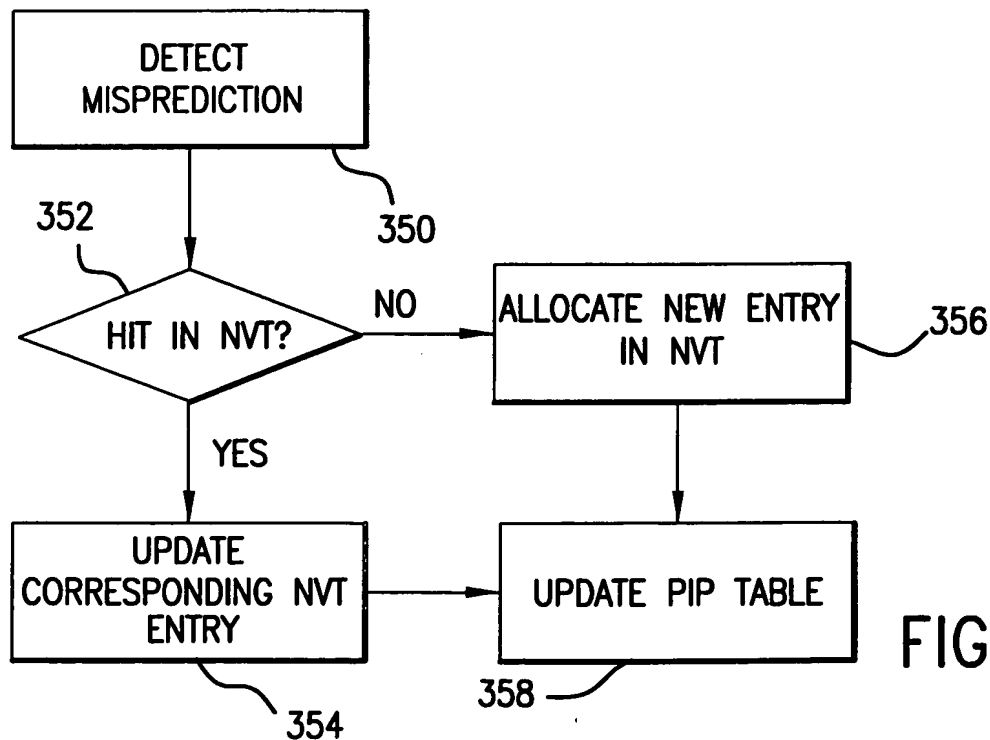 DETECT
MISPREDICTION
350
352
HIT IN NVT?
NO
ALLOCATE NEW ENTRY
IN NVT
356
YES
UPDATE
CORRESPONDING NVT
ENTRY
354
UPDATE PIP TABLE
358
FIG